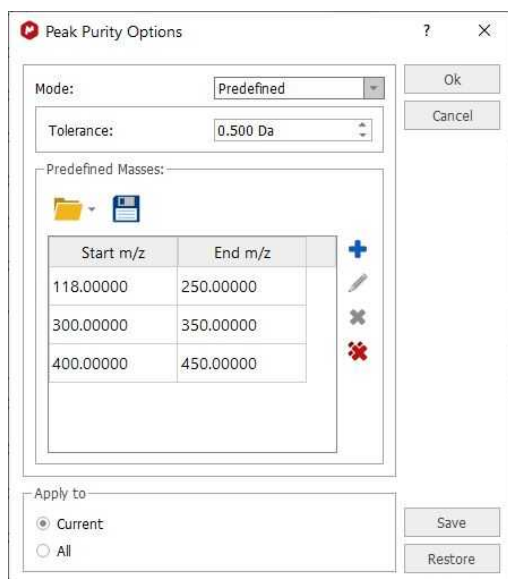 Peak Purity Options
?
Mode:
Predefined
Ok
Cancel
Tolerance:
0.500 Da
Predefined Masses:
Start m/z End m/z
118.00000 250.00000
300.00000 350.00000
400.00000 450.00000
Apply to
Current
All
Save
Restore